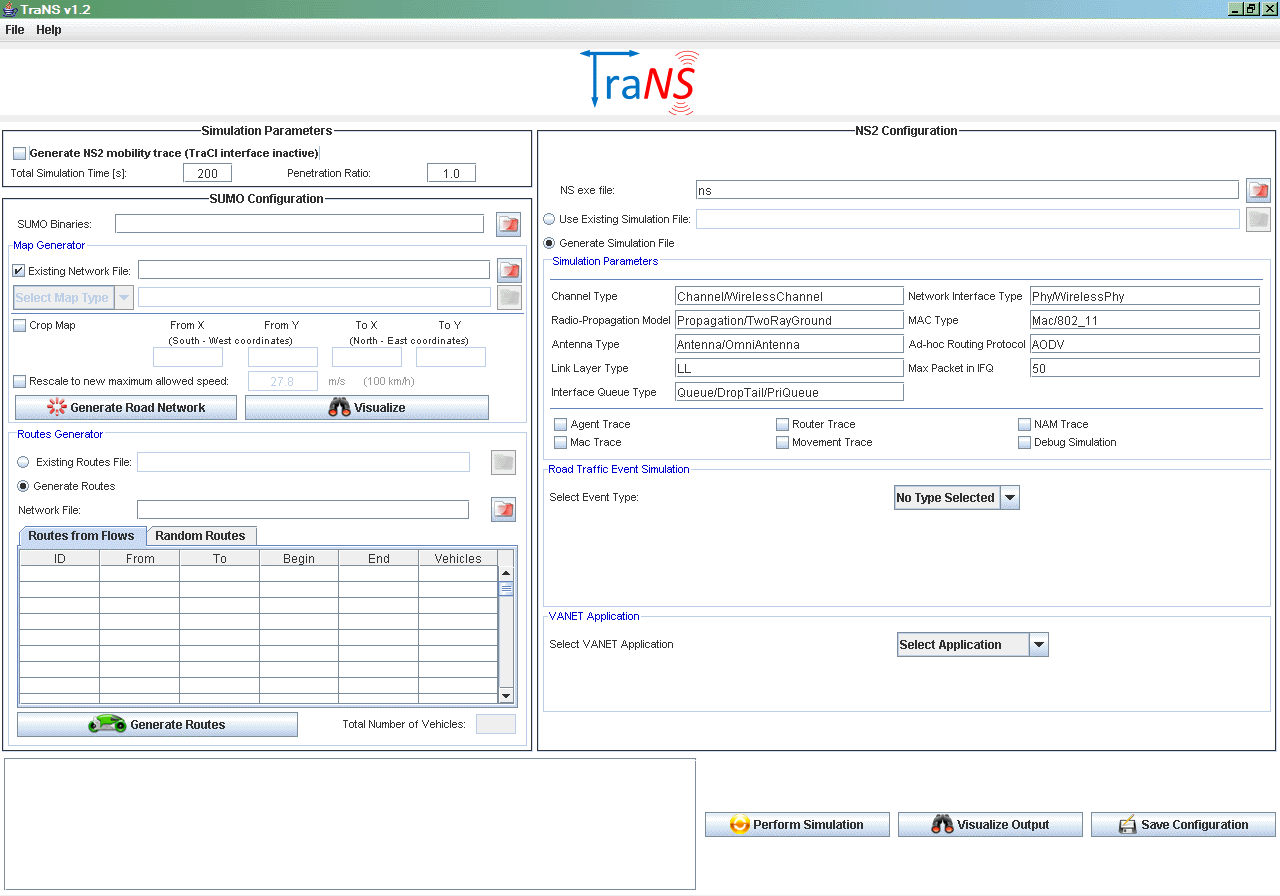 TraNS v1.2
File Help
TraNS
Simulation Parameters
Generate NS2 mobility trace (TraCI interface inactive)
Total Simulation Time [s]: 200 Penetration Ratio: 1.0
SUMO Configuration
SUMO Binaries:
Map Generator
Existing Network File:
Select Map Type
Crop Map From X From Y To X To Y
(South - West coordinates) (North - East coordinates)
Rescale to new maximum allowed speed: 27.8 m/s (100 km/h)
Generate Road Network Visualize
Routes Generator
Existing Routes File:
Generate Routes
Network File:
Routes from Flows Random Routes
ID From To Begin End Vehicles
Generate Routes Total Number of Vehicles:
NS2 Configuration
NS exe file: ns
Use Existing Simulation File:
Generate Simulation File
Simulation Parameters
Channel Type Channel/WirelessChannel Network Interface Type Phy/WirelessPhy
Radio-Propagation Model Propagation/TwoRayGround MAC Type Mac/802_11
Antenna Type Antenna/OmniAntenna Ad-hoc Routing Protocol AODV
Link Layer Type LL Max Packet in IFQ 50
Interface Queue Type Queue/DropTail/PriQueue
Agent Trace Router Trace NAM Trace
Mac Trace Movement Trace Debug Simulation
Road Traffic Event Simulation
Select Event Type: No Type Selected
VANET Application
Select VANET Application Select Application
Perform Simulation Visualize Output Save Configuration